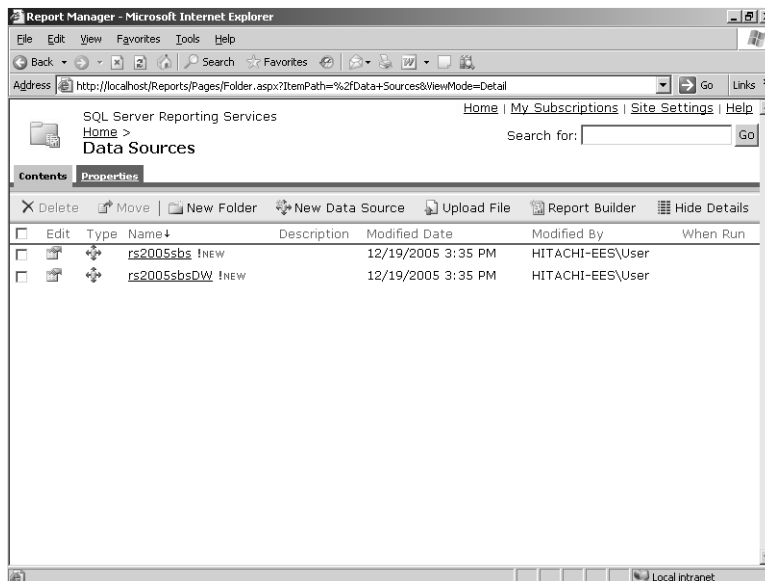 Report Manager - Microsoft Internet Explorer
File Edit View Favorites Tools Help
Back Search Favorites
Address http://localhost/Reports/Pages/Folder.aspx?ItemPath=%2fData+Sources&ViewMode=Detail Go Links
SQL Server Reporting Services
Home | My Subscriptions | Site Settings | Help
Home >
Search for: Go
Data Sources
Contents Properties
Delete Move | New Folder New Data Source Upload File Report Builder Hide Details
Edit Type Name↓ Description Modified Date Modified By When Run
rs2005sbs !NEW 12/19/2005 3:35 PM HITACHI-EES\User
rs2005sbsDW !NEW 12/19/2005 3:35 PM HITACHI-EES\User
Local intranet